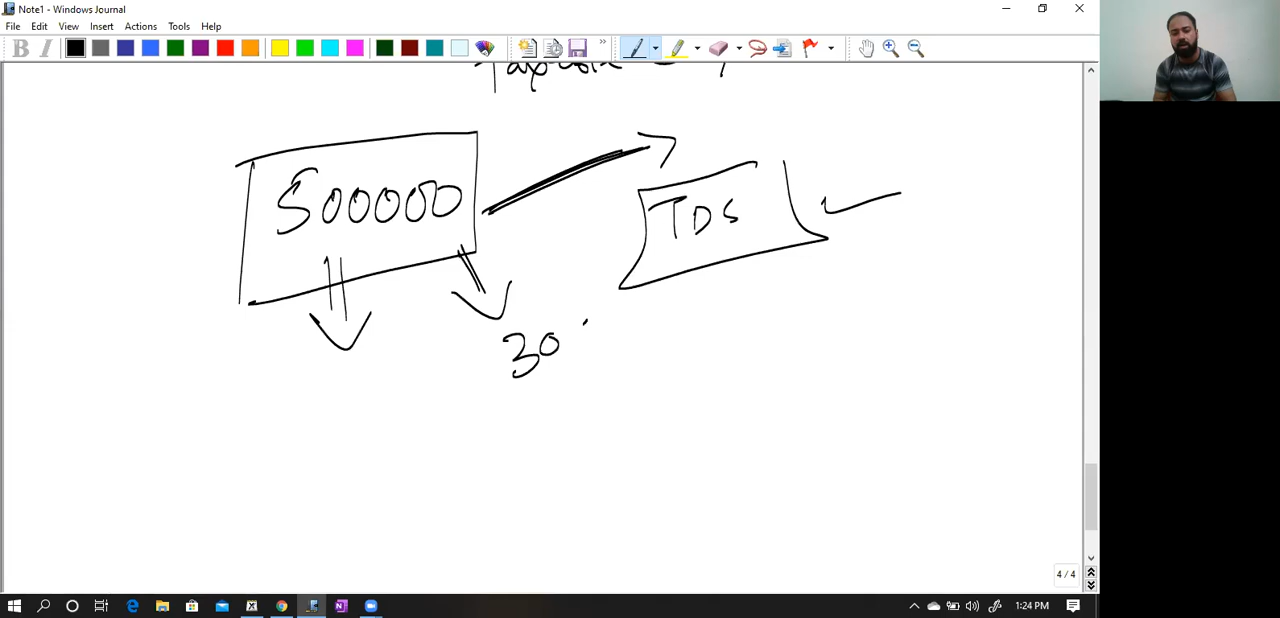 Note1 - Windows Journal
File Edit View Insert Actions Tools Help
B I
500000
TDS
30
4 / 4
1:24 PM